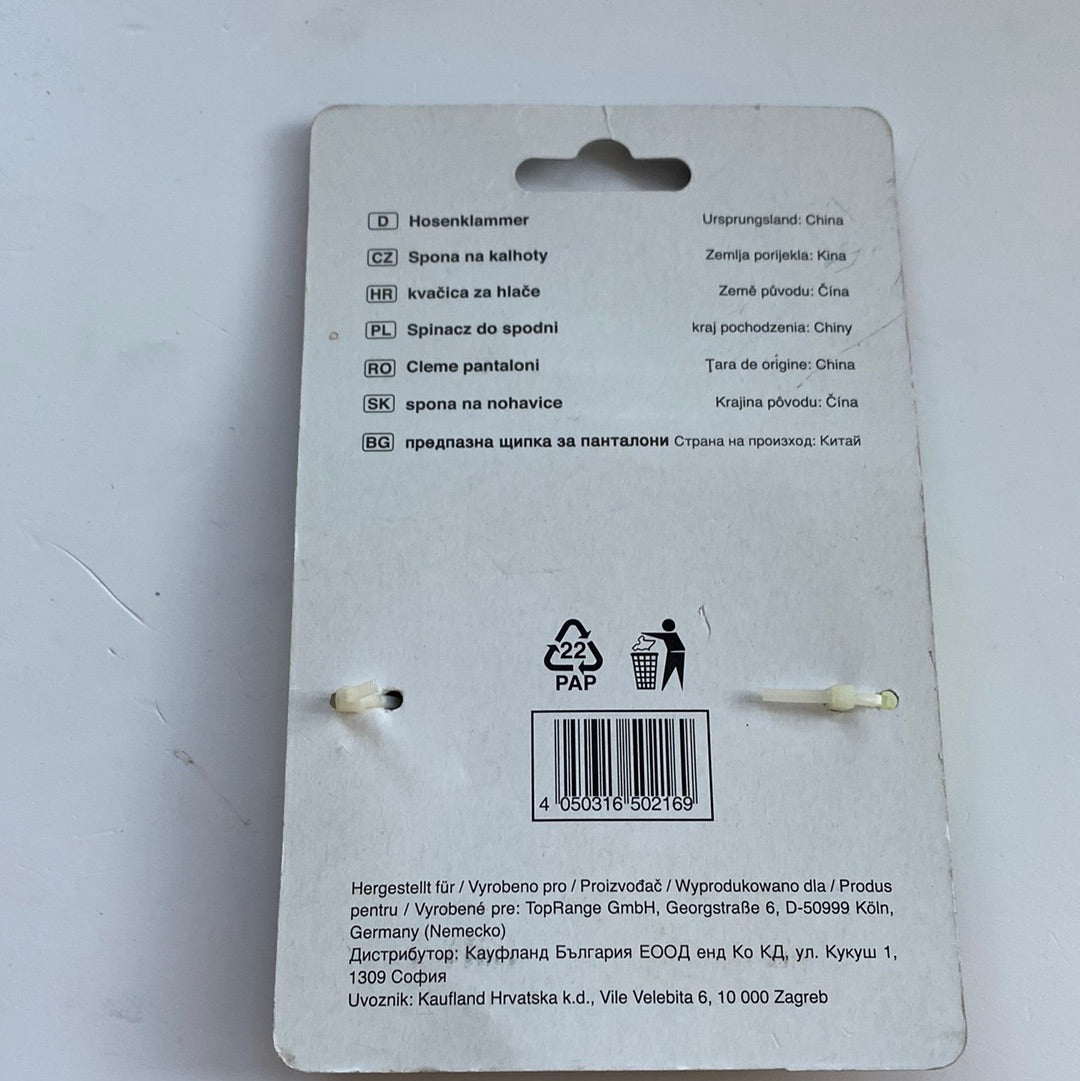 D Hosenklammer Ursprungsland: China
CZ Spona na kalhoty Zemlja porijekla: Kina
HR kvačica za hlače Země původu: Čína
PL Spinacz do spodni kraj pochodzenia: Chiny
RO Cleme pantaloni Ţara de origine: China
SK spona na nohavice Krajina pôvodu: Čína
BG предпазна щипка за панталони Страна на произход: Китай
22
PAP
4 050316 502169
Hergestellt für / Vyrobeno pro / Proizvođač / Wyprodukowano dla / Produs
pentru / Vyrobené pre: TopRange GmbH, Georgstraße 6, D-50999 Köln,
Germany (Nemecko)
Дистрибутор: Кауфланд България ЕООД енд Ко КД, ул. Кукуш 1,
1309 София
Uvoznik: Kaufland Hrvatska k.d., Vile Velebita 6, 10 000 Zagreb